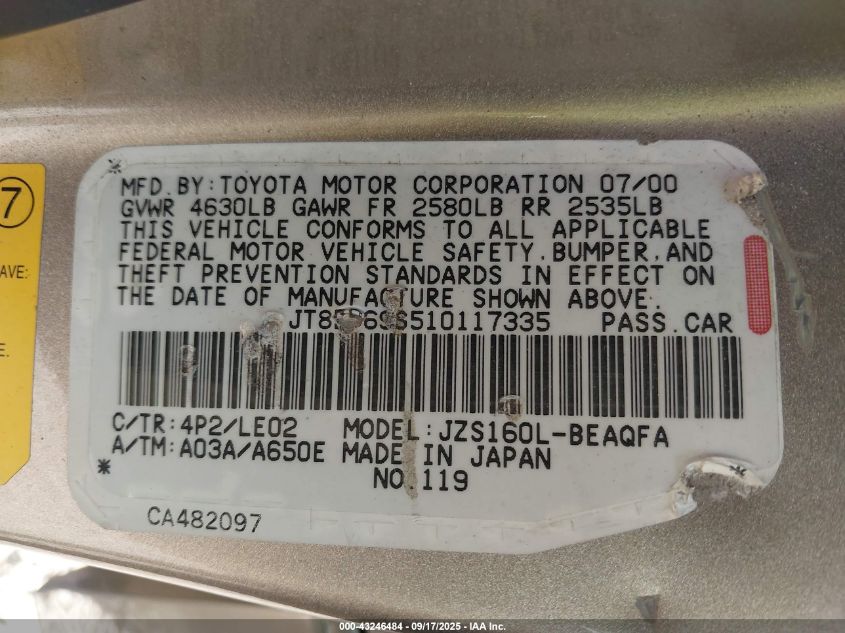 7
AVE:
E.
MFD.BY:TOYOTA MOTOR CORPORATION 07/00
GVWR 4630LB GAWR FR 2580LB RR 2535LB
THIS VEHICLE CONFORMS TO ALL APPLICABLE
FEDERAL MOTOR VEHICLE SAFETY.BUMPER.AND
THEFT PREVENTION STANDARDS IN EFFECT ON
THE DATE OF MANUFACTURE SHOWN ABOVE.
PASS.CAR
C/TR:4P2/LE02 MODEL:JZS160L-BEAQFA
A/TM:A03A/A650E MADE IN JAPAN
NO.119
CA482097
000-43246484 - 09/17/2025 - IAA Inc.